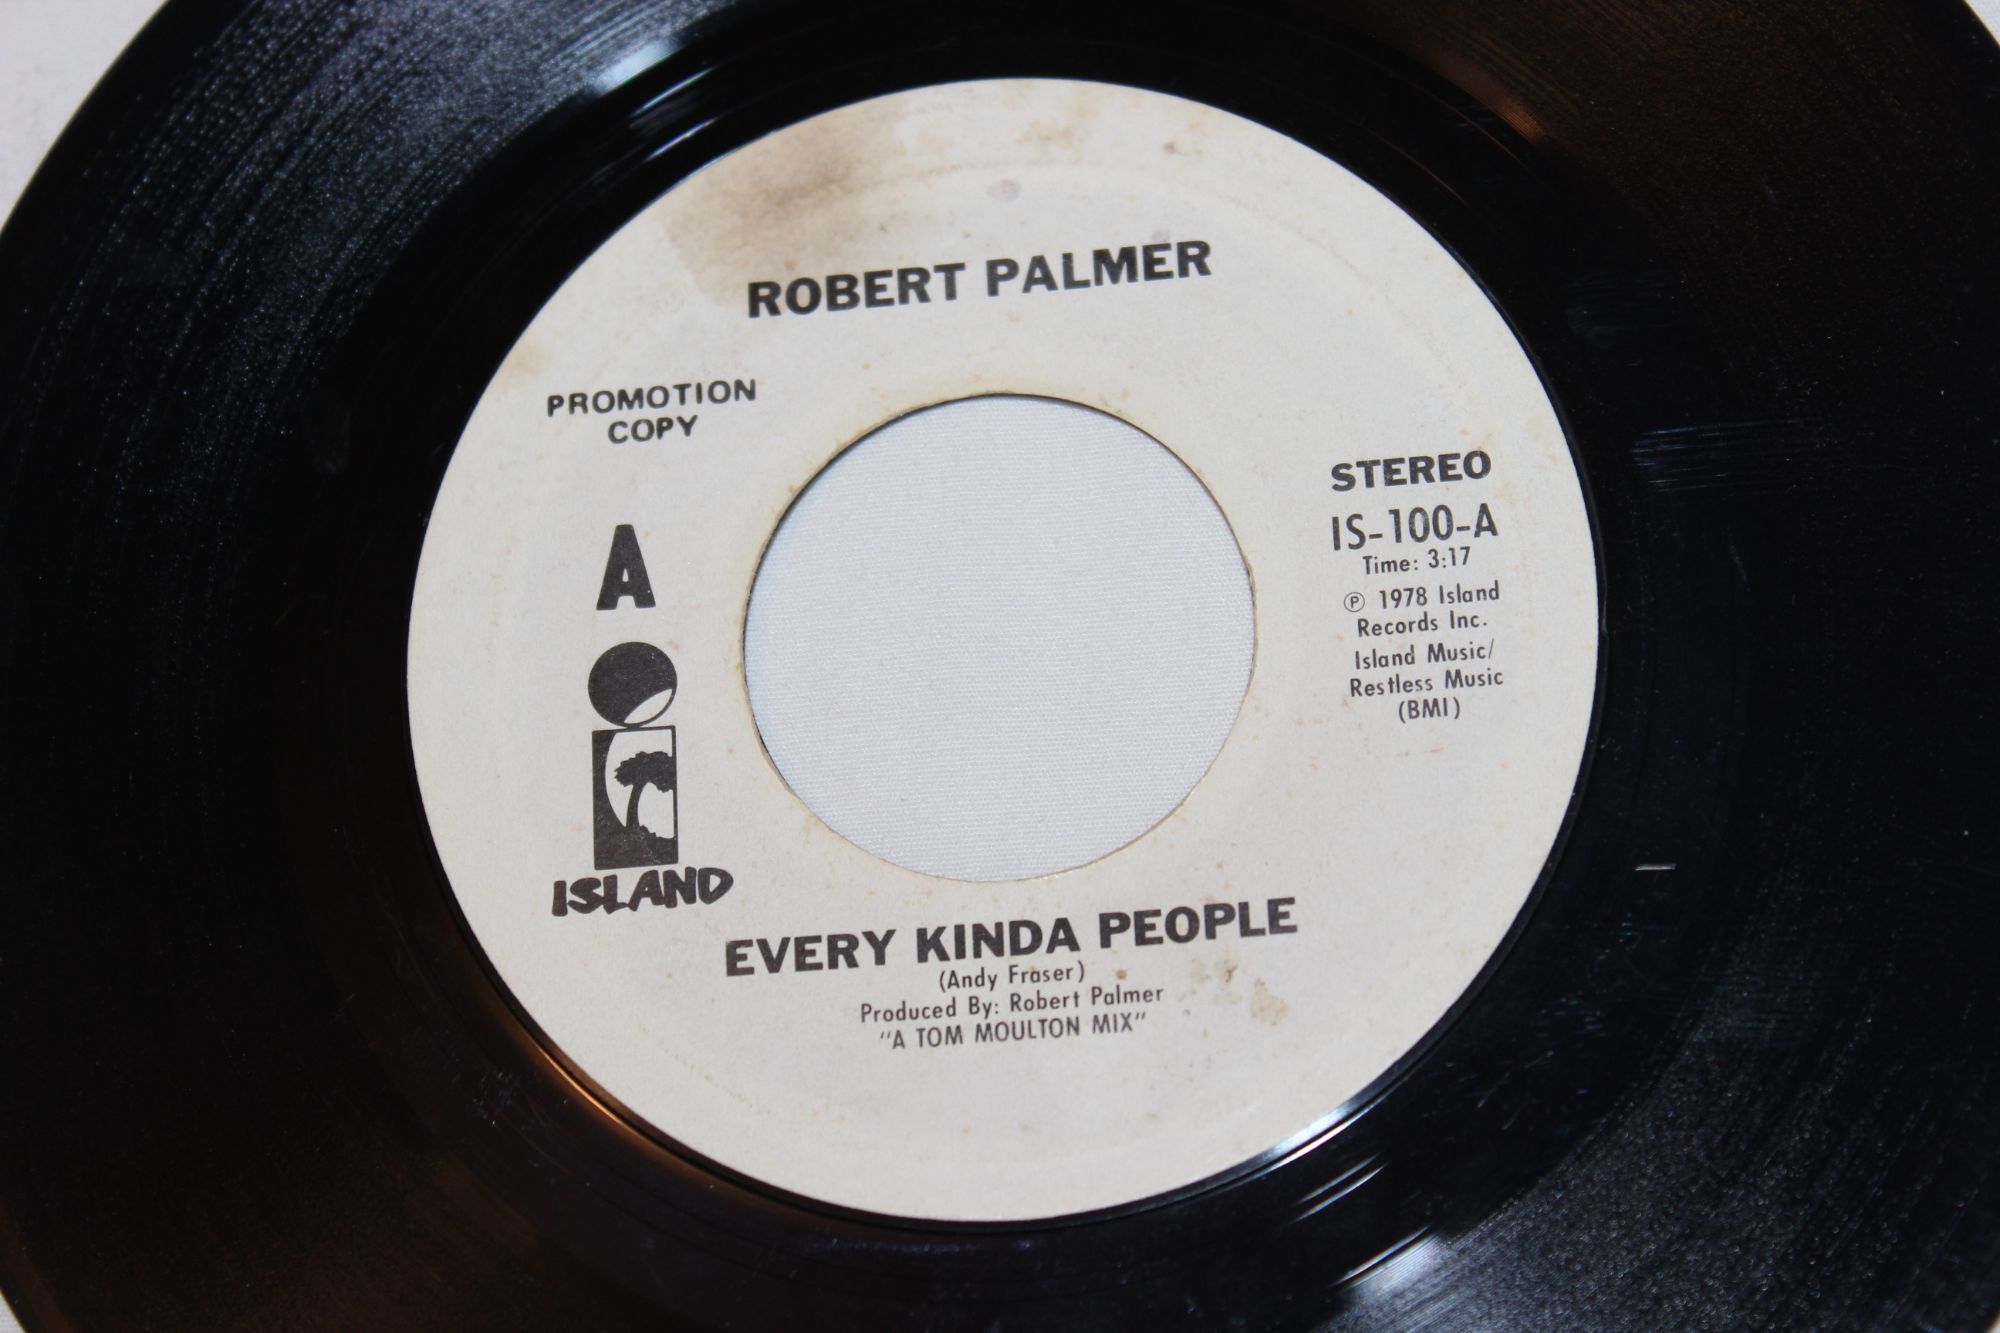 ROBERT PALMER
PROMOTION
COPY
A
ISLAND
STEREO
IS-100-A
Time: 3:17
℗ 1978 Island
Records Inc.
Island Music/
Restless Music
(BMI)
EVERY KINDA PEOPLE
(Andy Fraser)
Produced By: Robert Palmer
"A TOM MOULTON MIX"